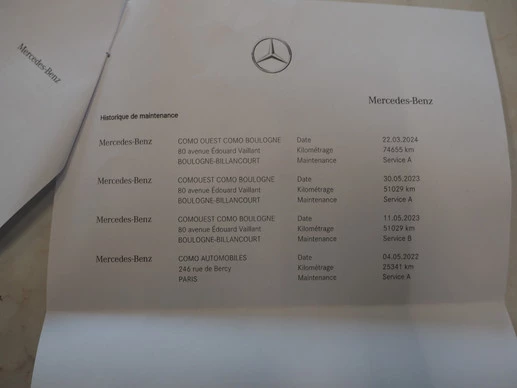 Mercedes-Benz
Mercedes-Benz
Historique de maintenance
Mercedes-Benz COMO OUEST COMO BOULOGNE Date 22.03.2024
80 avenue Édouard Vaillant Kilométrage 74655 km
BOULOGNE-BILLANCOURT Maintenance Service A
Mercedes-Benz COMOUEST COMO BOULOGNE Date 30.05.2023
80 avenue Édouard Vaillant Kilométrage 51029 km
BOULOGNE-BILLANCOURT Maintenance Service A
Mercedes-Benz COMOUEST COMO BOULOGNE Date 11.05.2023
80 avenue Édouard Vaillant Kilométrage 51029 km
BOULOGNE-BILLANCOURT Maintenance Service B
Mercedes-Benz COMO AUTOMOBILES Date 04.05.2022
246 rue de Bercy Kilométrage 25341 km
PARIS Maintenance Service A